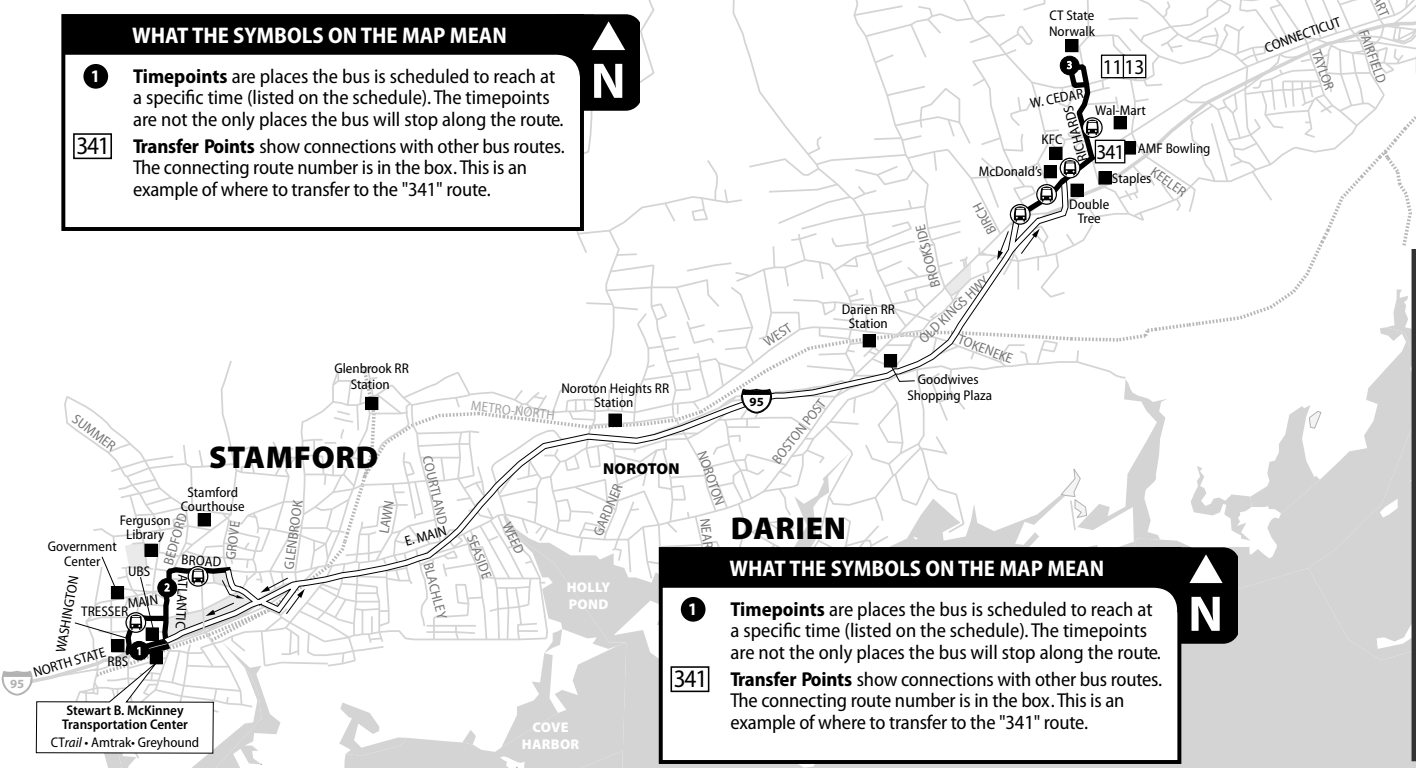 WHAT THE SYMBOLS ON THE MAP MEAN
N
1
Timepoints are places the bus is scheduled to reach at
a specific time (listed on the schedule). The timepoints
are not the only places the bus will stop along the route.
341
Transfer Points show connections with other bus routes.
The connecting route number is in the box. This is an
example of where to transfer to the "341" route.
CT State
Norwalk
3
11 13
W. CEDAR
RICHARDS
Wal-Mart
KFC
341
AMF Bowling
McDonald's
Staples
KEELER
Double
Tree
CONNECTICUT
TAYLOR
FAIRFIELD
ART
BIRCH
BROOKSIDE
OLD KINGS HWY
Darien RR
Station
WEST
TOKENEKE
Goodwives
Shopping Plaza
95
Glenbrook RR
Station
Noroton Heights RR
Station
METRO-NORTH
BOSTON POST
SUMMER
STAMFORD
NOROTON
NOROTON
COURTLAND
GARDNER
Stamford
Courthouse
LAWN
GLENBROOK
GROVE
BEDFORD
Ferguson
Library
E. MAIN
SEASIDE
WEED
NEAR
DARIEN
Government
Center
UBS
BROAD
2
ATLANTIC
BLACHLEY
WASHINGTON
TRESSER
MAIN
HOLLY
POND
1
NORTH STATE
RBS
95
Stewart B. McKinney
Transportation Center
CTrail • Amtrak• Greyhound
COVE
HARBOR
WHAT THE SYMBOLS ON THE MAP MEAN
N
1
Timepoints are places the bus is scheduled to reach at
a specific time (listed on the schedule). The timepoints
are not the only places the bus will stop along the route.
341
Transfer Points show connections with other bus routes.
The connecting route number is in the box. This is an
example of where to transfer to the "341" route.